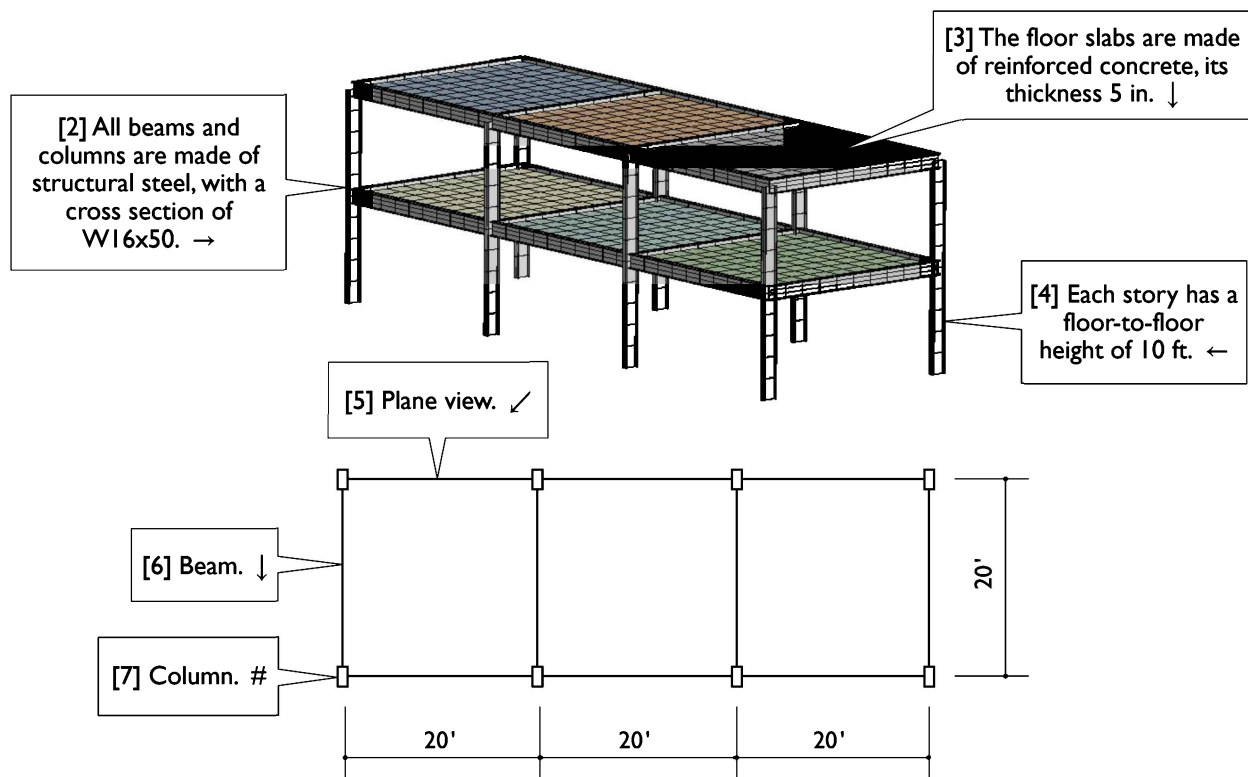 [3] The floor slabs are made
of reinforced concrete, its
thickness 5 in. ↓
[2] All beams and
columns are made of
structural steel, with a
cross section of
W16x50. →
[4] Each story has a
floor-to-floor
height of 10 ft. ←
[5] Plane view. ↙
[6] Beam. ↓
20'
[7] Column. #
20'
20'
20'